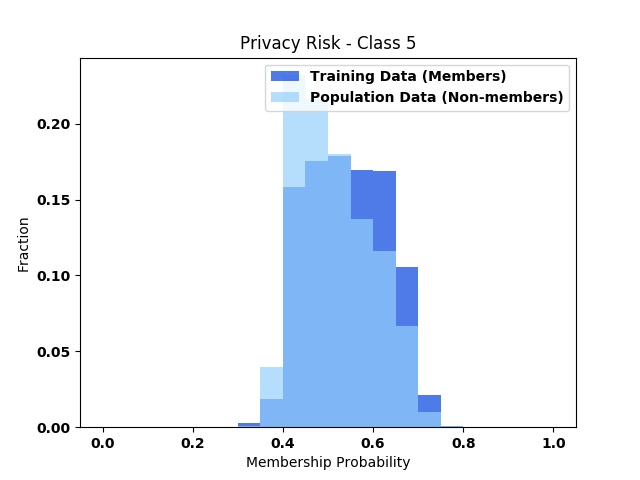 Privacy Risk - Class 5
Training Data (Members)
Population Data (Non-members)
0.20
0.15
0.10
0.05
0.00
Fraction
0.0 0.2 0.4 0.6 0.8 1.0
Membership Probability